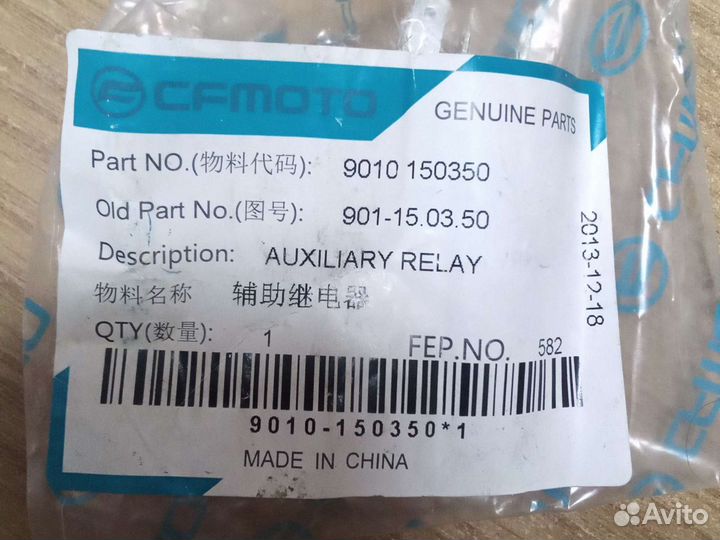 CFMOTO
GENUINE PARTS
Part NO.(物料代码): 9010 150350
Old Part No.(图号): 901-15.03.50
Description: AUXILIARY RELAY
物料名称 辅助继电器
QTY(数量): 1 FEP.NO. 582
9010-150350*1
MADE IN CHINA
2013-12-18
Avito